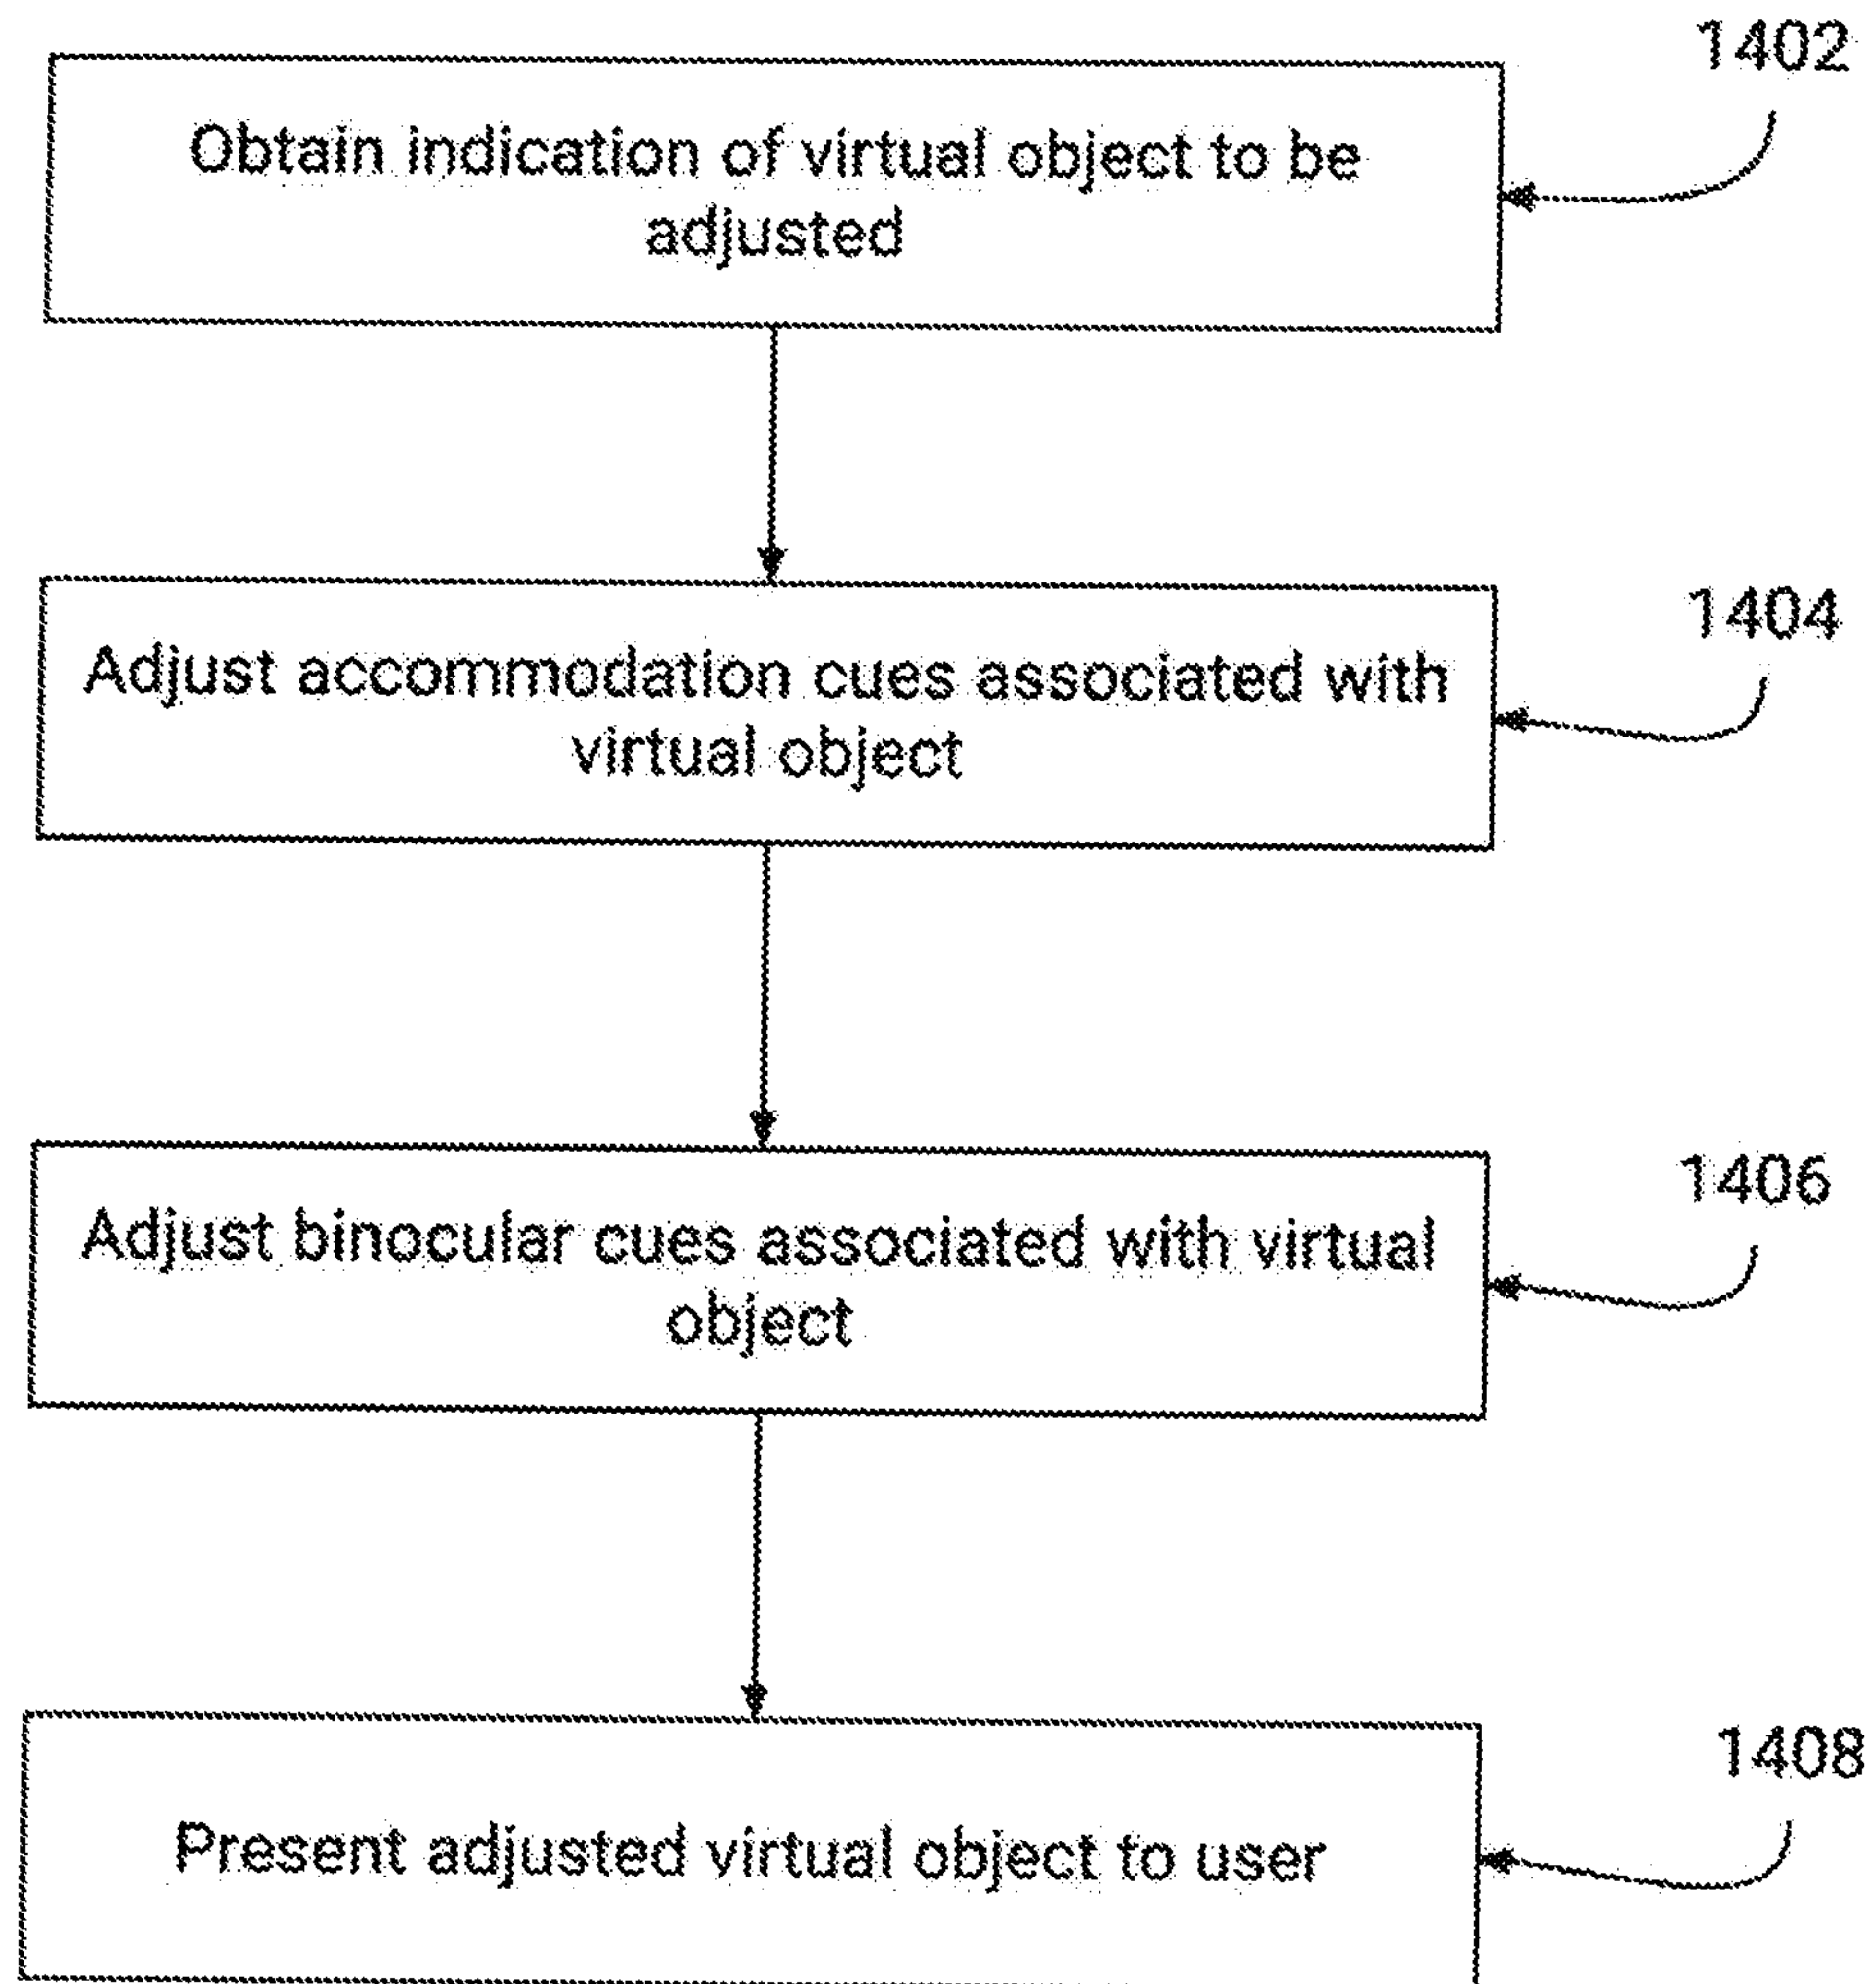 1402
Obtain indication of virtual object to be
adjusted
1404
Adjust accommodation cues associated with
virtual object
1406
Adjust binocular cues associated with virtual
object
1408
Present adjusted virtual object to user